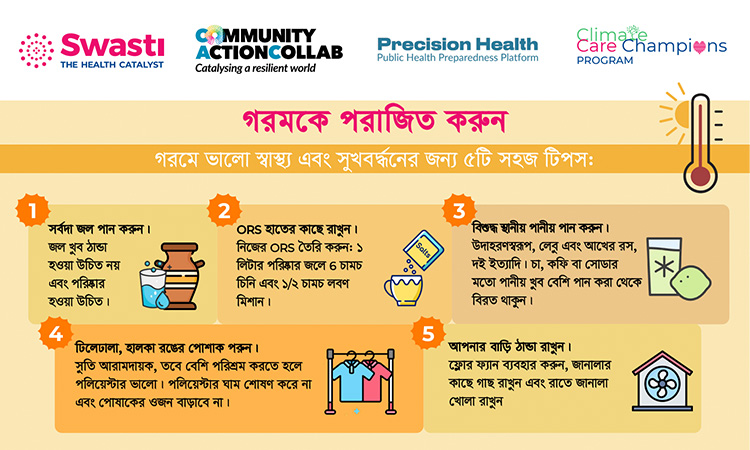 Swasti
THE HEALTH CATALYST
COMMUNITY
ACTIONCOLLAB
Catalysing a resilient world
Precision Health
Public Health Preparedness Platform
Climate
Care Champions
PROGRAM
গরমকে পরাজিত করুন
গরমে ভালো স্বাস্থ্য এবং সুখবর্দ্ধনের জন্য ৫টি সহজ টিপস:
1
সর্বদা জল পান করুন।
জল খুব ঠান্ডা
হওয়া উচিত নয়
এবং পরিষ্কার
হওয়া উচিত।
2
ORS হাতের কাছে রাখুন।
নিজের ORS তৈরি করুন: ১
লিটার পরিষ্কার জলে 6 চামচ
চিনি এবং ১/২ চামচ লবণ
মিশান।
Salts
3
বিশুদ্ধ স্থানীয় পানীয় পান করুন।
উদাহরণস্বরূপ, লেবু এবং আখের রস,
দই ইত্যাদি। চা, কফি বা সোডার
মতো পানীয় খুব বেশি পান করা থেকে
বিরত থাকুন।
4
ঢিলেঢালা, হালকা রঙের পোশাক পরুন।
সুতি আরামদায়ক, তবে বেশি পরিশ্রম করতে হলে
পলিয়েস্টার ভালো। পলিয়েস্টার ঘাম শোষণ করে না
এবং পোষাকের ওজন বাড়াবে না।
5
আপনার বাড়ি ঠান্ডা রাখুন।
ফ্লোর ফ্যান ব্যবহার করুন, জানালার
কাছে গাছ রাখুন এবং রাতে জানালা
খোলা রাখুন